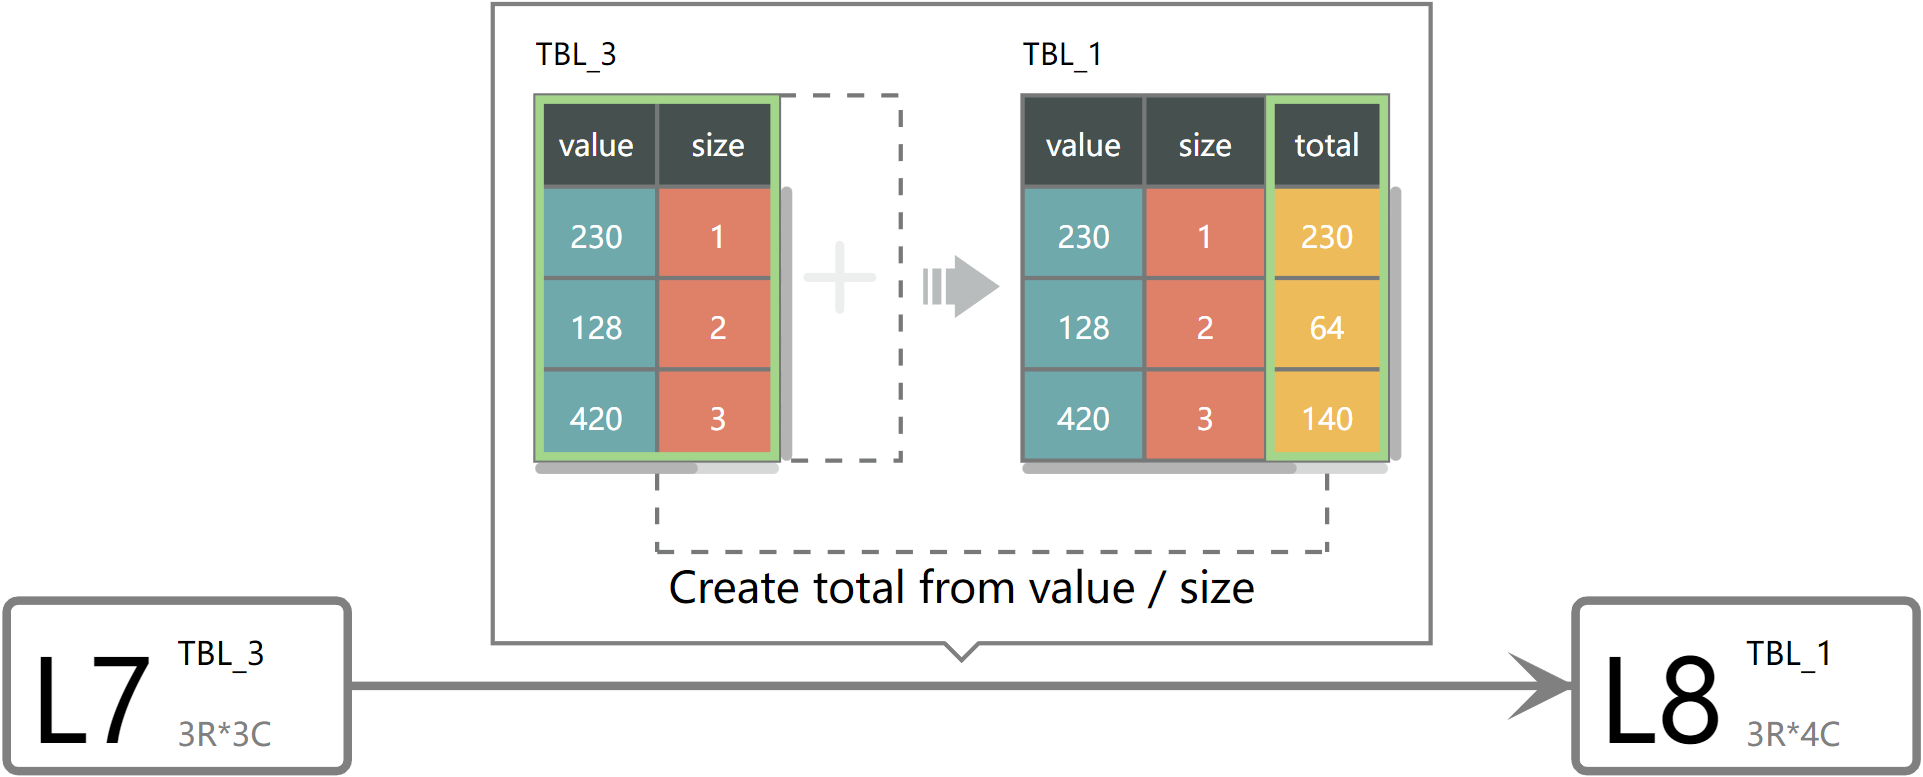 TBL_3
value size
230 1
128 2
420 3
TBL_1
value size total
230 1 230
128 2 64
420 3 140
Create total from value / size
L7
TBL_3
3R*3C
L8
TBL_1
3R*4C